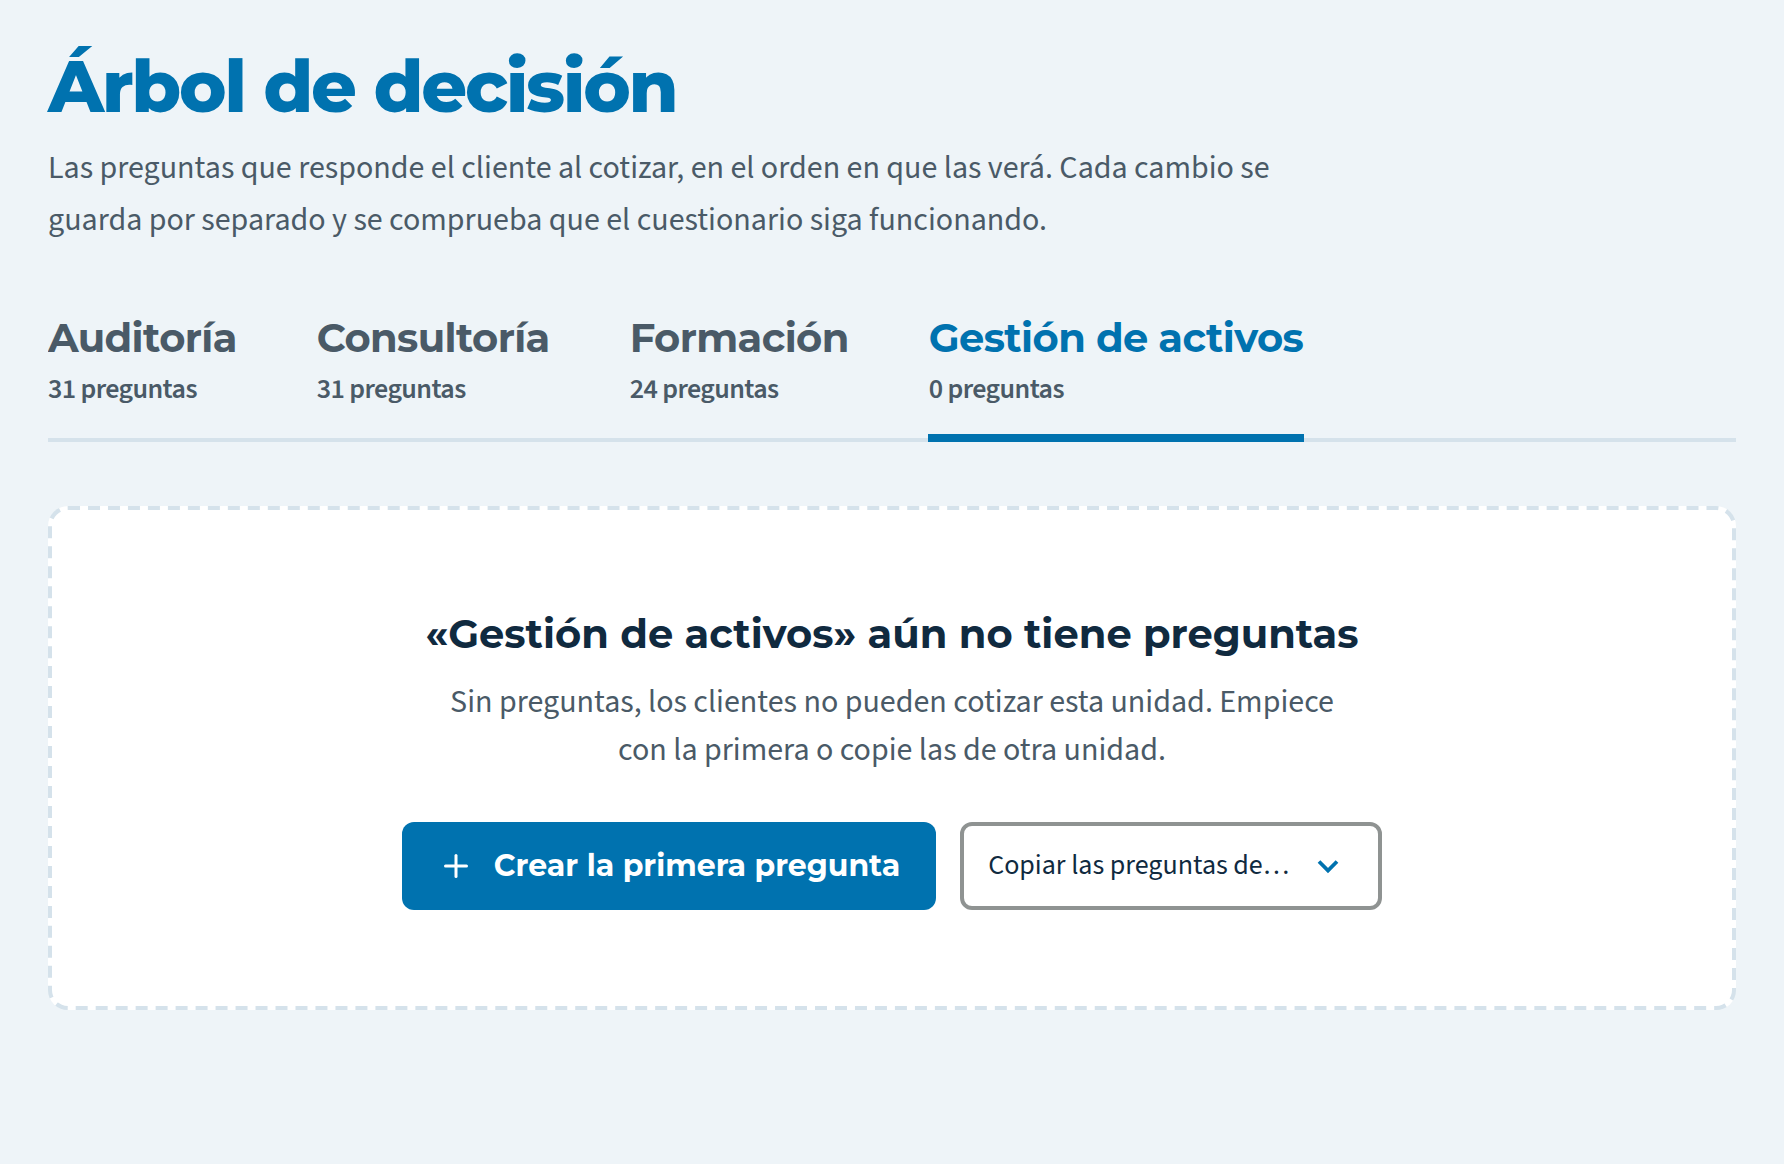 Árbol de decisión
Las preguntas que responde el cliente al cotizar, en el orden en que las verá. Cada cambio se
guarda por separado y se comprueba que el cuestionario siga funcionando.
Auditoría
31 preguntas
Consultoría
31 preguntas
Formación
24 preguntas
Gestión de activos
0 preguntas
«Gestión de activos» aún no tiene preguntas
Sin preguntas, los clientes no pueden cotizar esta unidad. Empiece
con la primera o copie las de otra unidad.
Crear la primera pregunta
Copiar las preguntas de…